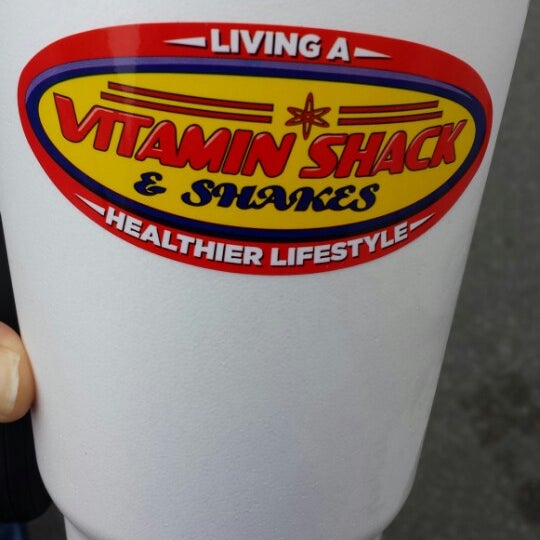 LIVING A
VITAMIN SHACK
& SHAKES
HEALTHIER LIFESTYLE